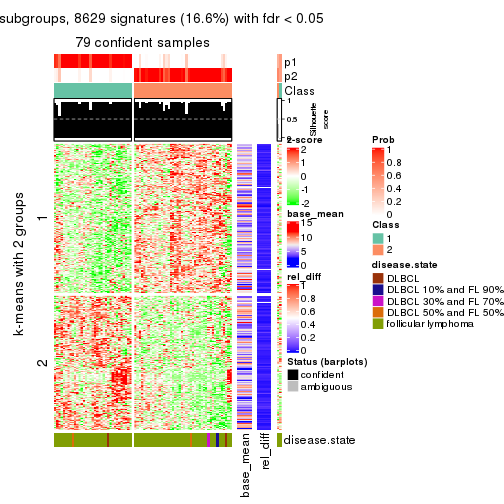 subgroups, 8629 signatures (16.6%) with fdr < 0.05
79 confident samples
p1
p2
Class
1
0.5
0
Silhouette
score
k-means with 2 groups
1
2
z-score
2
1
0
-1
-2
base_mean
15
10
5
0
rel_diff
1
0.8
0.6
0.4
0.2
0
Status (barplots)
confident
ambiguous
Prob
1
0.8
0.6
0.4
0.2
0
Class
1
2
disease.state
DLBCL
DLBCL 10% and FL 90%
DLBCL 30% and FL 70%
DLBCL 50% and FL 50%
follicular lymphoma
disease.state
base_mean
rel_diff